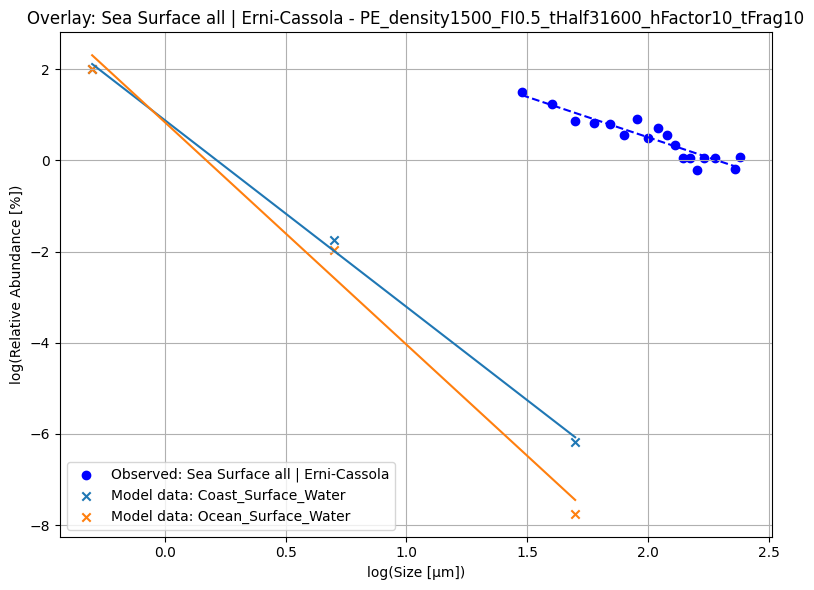 Overlay: Sea Surface all | Erni-Cassola - PE_density1500_FI0.5_tHalf31600_hFactor10_tFrag10
log(Relative Abundance [%])
2
0
−2
−4
−6
−8
Observed: Sea Surface all | Erni-Cassola
Model data: Coast_Surface_Water
Model data: Ocean_Surface_Water
0.0
0.5
1.0
1.5
2.0
2.5
log(Size [μm])